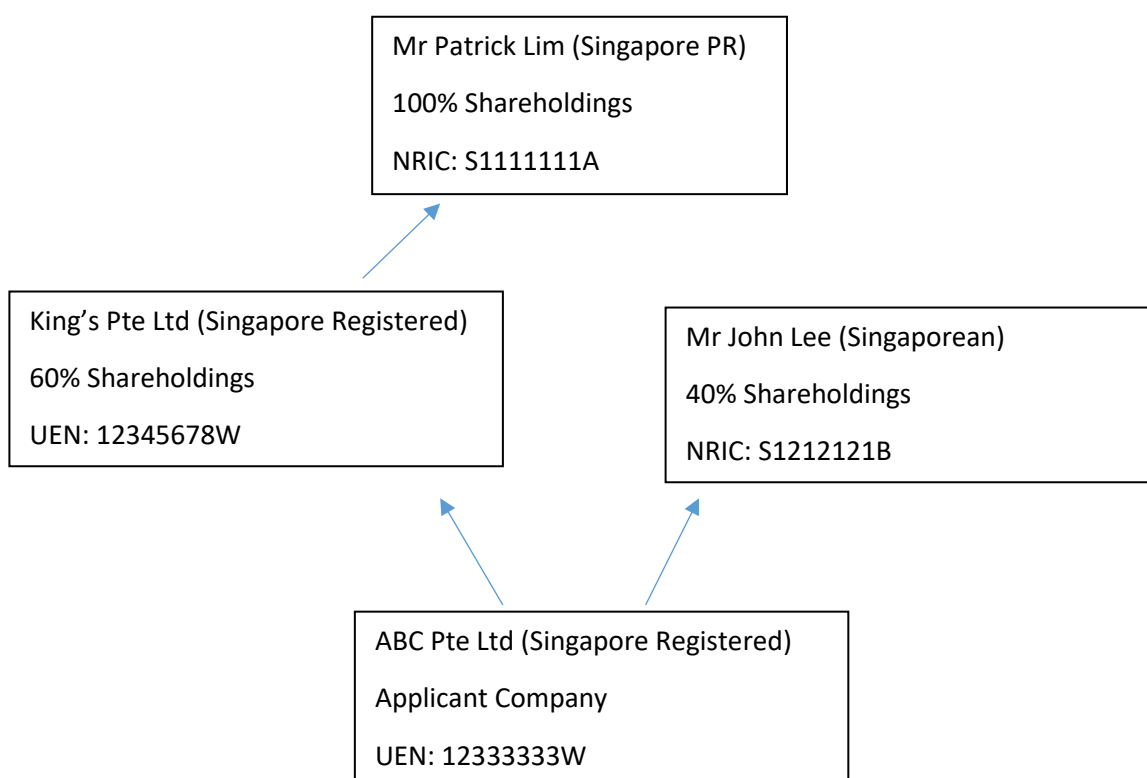 Mr Patrick Lim (Singapore PR)
100% Shareholdings
NRIC: S1111111A
King’s Pte Ltd (Singapore Registered)
60% Shareholdings
UEN: 12345678W
Mr John Lee (Singaporean)
40% Shareholdings
NRIC: S1212121B
ABC Pte Ltd (Singapore Registered)
Applicant Company
UEN: 12333333W